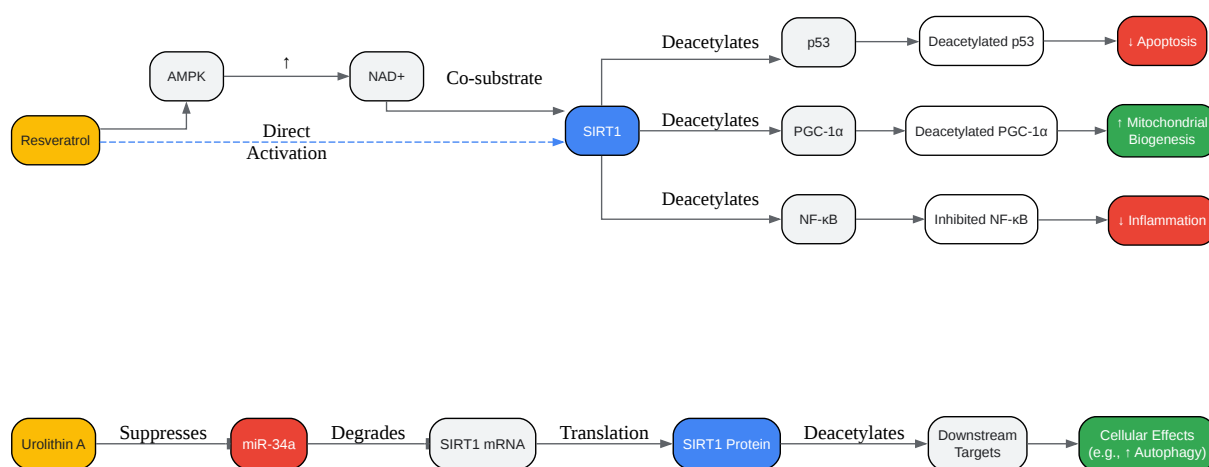 Deacetylates
p53
Deacetylated p53
↓ Apoptosis
AMPK
↑
NAD+
Co-substrate
Resveratrol
Direct
Activation
SIRT1
Deacetylates
PGC-1α
Deacetylated PGC-1α
↑ Mitochondrial
Biogenesis
Deacetylates
NF-κB
Inhibited NF-κB
↓ Inflammation
Urolithin A
Suppresses
miR-34a
Degrades
SIRT1 mRNA
Translation
SIRT1 Protein
Deacetylates
Downstream
Targets
Cellular Effects
(e.g., ↑ Autophagy)